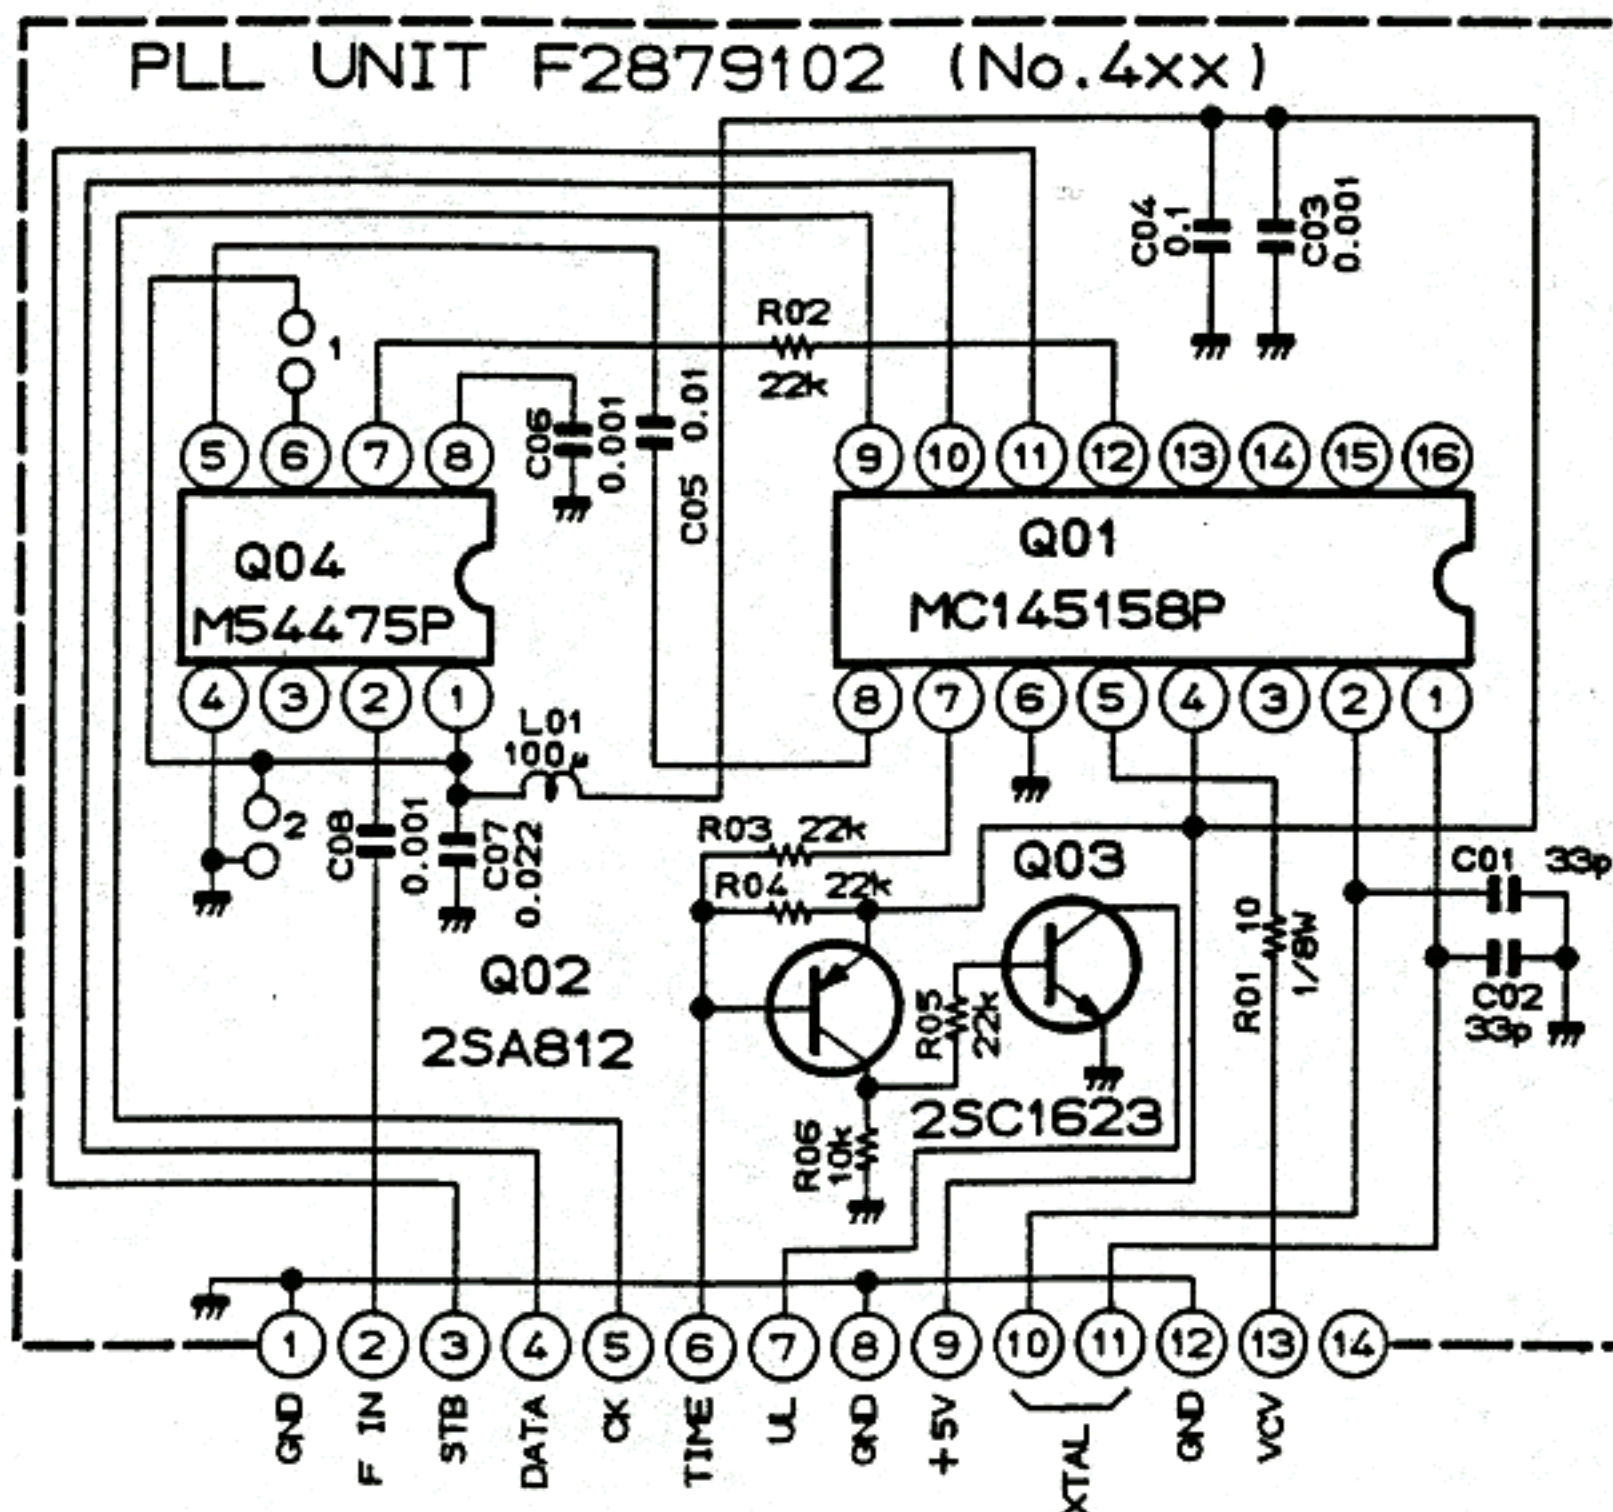 PLL UNIT F2879102 (No.4xx)
C04
0.1
C03
0.001
R02
22k
1
C06
0.001
0.01
C05
5 6 7 8
9 10 11 12 13 14 15 16
Q04
M54475P
Q01
MC145158P
4 3 2 1
8 7 6 5 4 3 2 1
L01
100μ
2
C08
0.001
C07
0.022
R03 22k
R04 22k
Q03
C01 33p
C02
33p
R01 10
1/8W
Q02
2SA812
R05
22k
2SC1623
R06
10k
1 2 3 4 5 6 7 8 9 10 11 12 13 14
GND
F IN
STB
DATA
CK
TIME
UL
GND
+5V
XTAL
GND
VCV